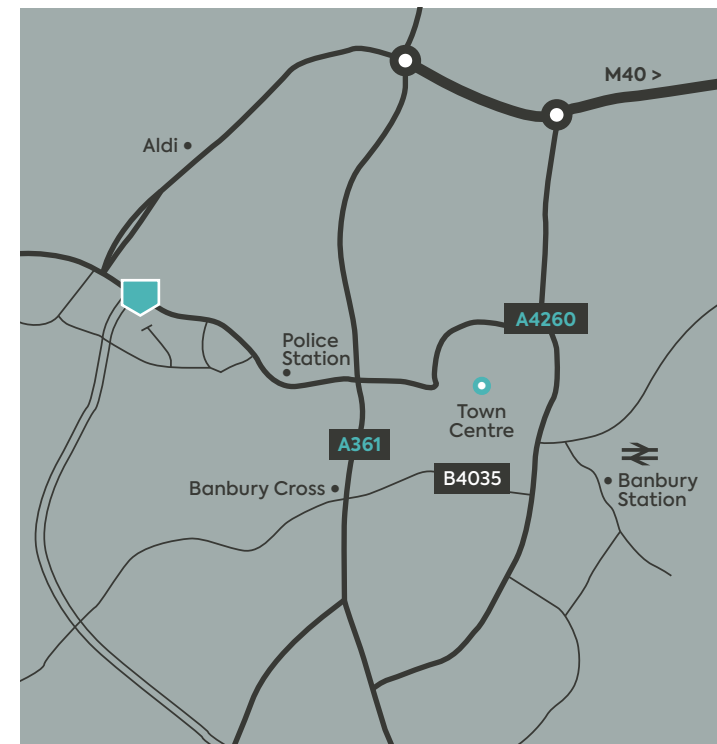 M40 >
Aldi
A4260
Police
Station
Town
Centre
A361
B4035
Banbury Cross
Banbury
Station